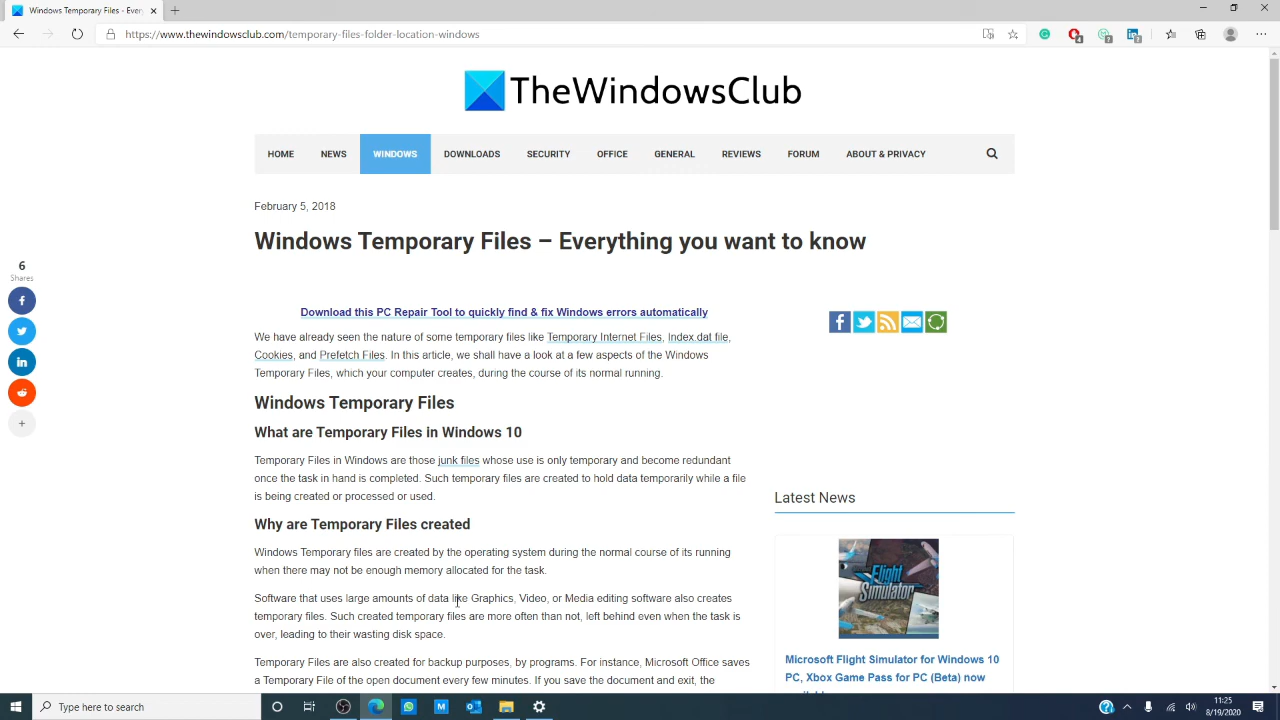 Windows Temporary Files - Every
https://www.thewindowsclub.com/temporary-files-folder-location-windows
TheWindowsClub
HOME NEWS WINDOWS DOWNLOADS SECURITY OFFICE GENERAL REVIEWS FORUM ABOUT & PRIVACY
February 5, 2018
Windows Temporary Files – Everything you want to know
6
Shares
Download this PC Repair Tool to quickly find & fix Windows errors automatically
We have already seen the nature of some temporary files like Temporary Internet Files, Index.dat file,
Cookies, and Prefetch Files. In this article, we shall have a look at a few aspects of the Windows
Temporary Files, which your computer creates, during the course of its normal running.
Windows Temporary Files
What are Temporary Files in Windows 10
Temporary Files in Windows are those junk files whose use is only temporary and become redundant
once the task in hand is completed. Such temporary files are created to hold data temporarily while a file
is being created or processed or used.
Why are Temporary Files created
Windows Temporary files are created by the operating system during the normal course of its running
when there may not be enough memory allocated for the task.
Software that uses large amounts of data like Graphics, Video, or Media editing software also creates
temporary files. Such created temporary files are more often than not, left behind even when the task is
over, leading to their wasting disk space.
Temporary Files are also created for backup purposes, by programs. For instance, Microsoft Office saves
a Temporary File of the open document every few minutes. If you save the document and exit, the
Latest News
Flight
Simulator
Microsoft Flight Simulator for Windows 10
PC, Xbox Game Pass for PC (Beta) now
Type here to search
11:25
8/19/2020